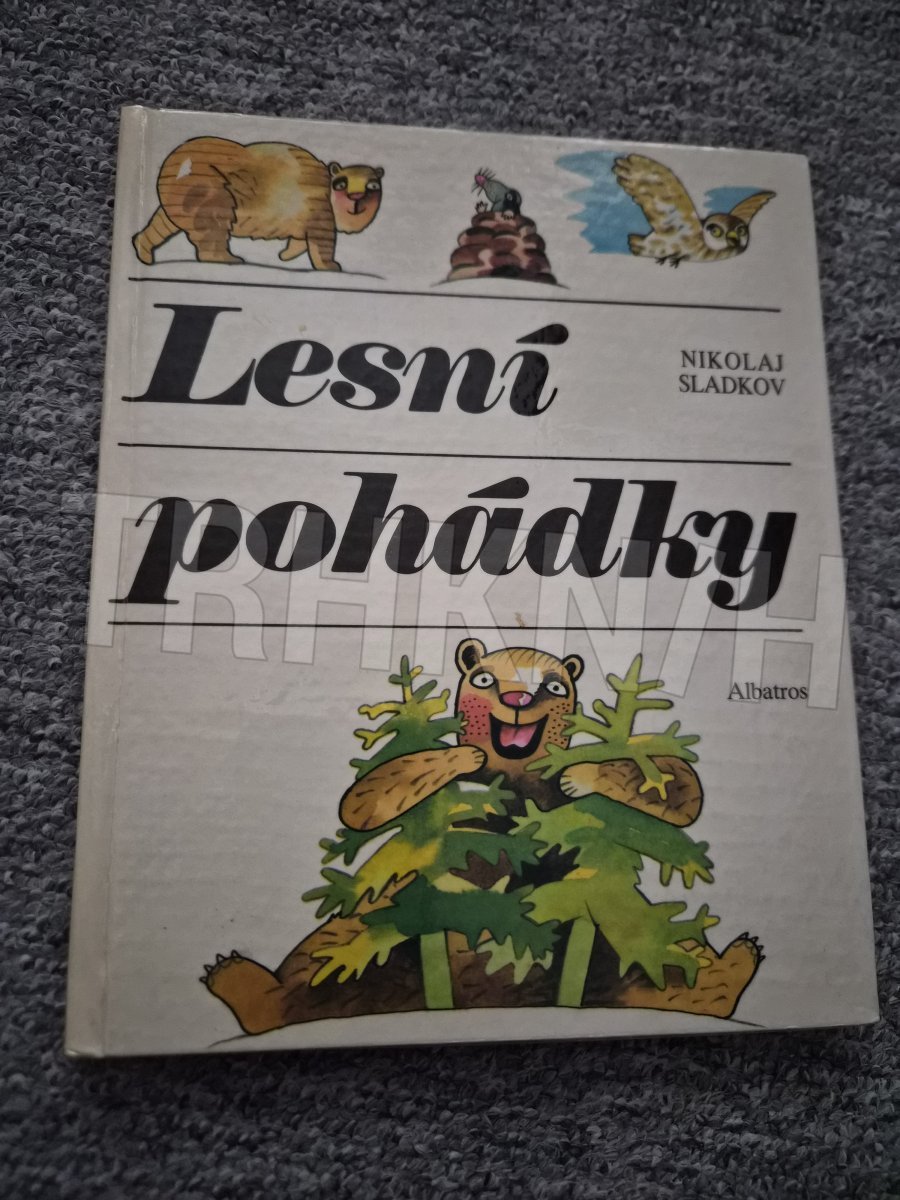 Lesní
NIKOLAJ
SLADKOV
pohádky
Albatros